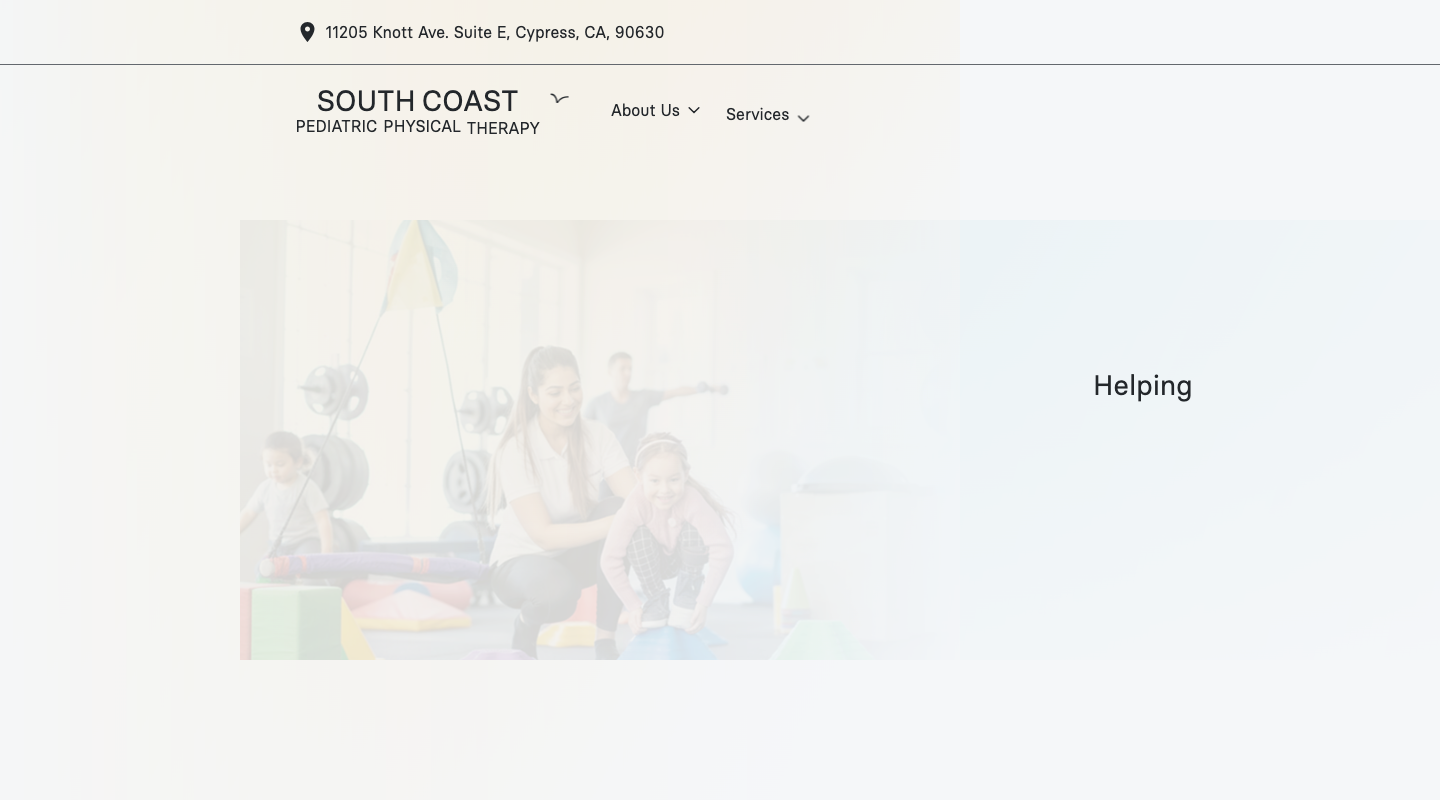 11205 Knott Ave. Suite E, Cypress, CA, 90630
SOUTH COAST
PEDIATRIC PHYSICAL THERAPY
About Us
Services
Helping